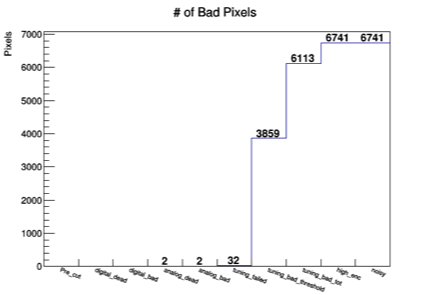 # of Bad Pixels
Pixels
7000
6000
5000
4000
3000
2000
1000
0
2
2
32
3859
6113
6741
6741
Pre_cut
digital_dead
digital_bad
analog_dead
analog_bad
tuning_failed
tuning_bad_threshold
tuning_bad_tot
high_enc
noisy